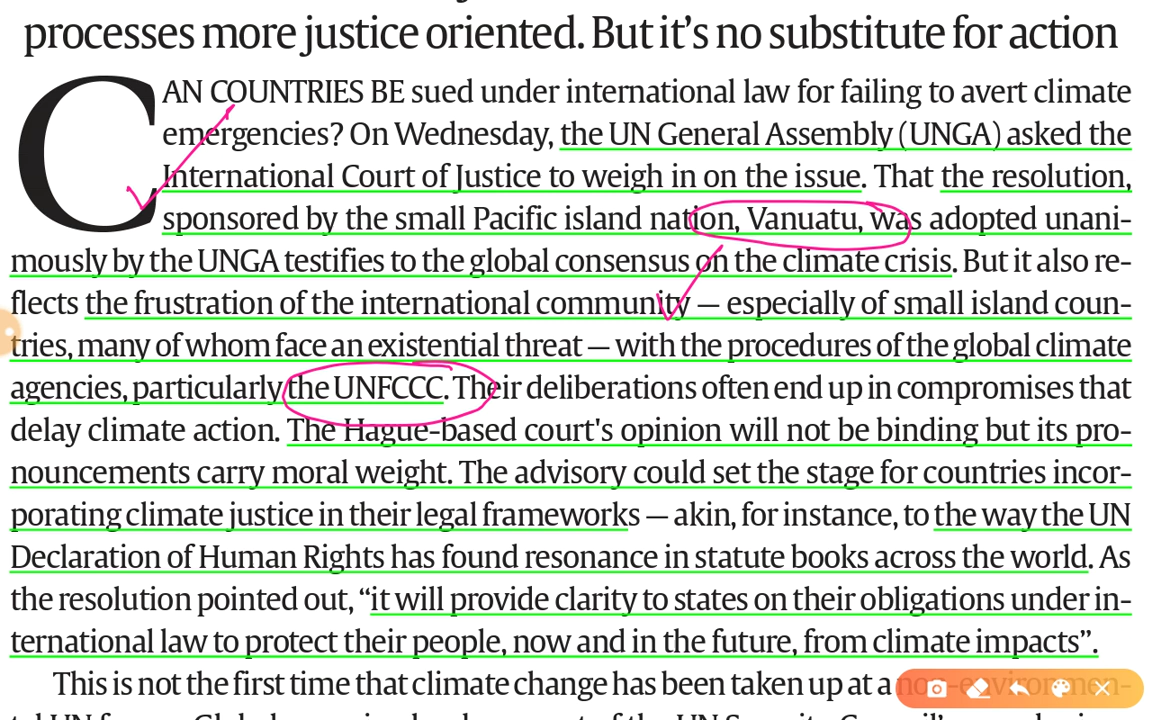 processes more justice oriented. But it's no substitute for action
CAN COUNTRIES BE sued under international law for failing to avert climate
emergencies? On Wednesday, the UN General Assembly (UNGA) asked the
International Court of Justice to weigh in on the issue. That the resolution,
sponsored by the small Pacific island nation, Vanuatu, was adopted unani-
mously by the UNGA testifies to the global consensus on the climate crisis. But it also re-
flects the frustration of the international community — especially of small island coun-
tries, many of whom face an existential threat — with the procedures of the global climate
agencies, particularly the UNFCCC. Their deliberations often end up in compromises that
delay climate action. The Hague-based court's opinion will not be binding but its pro-
nouncements carry moral weight. The advisory could set the stage for countries incor-
porating climate justice in their legal frameworks — akin, for instance, to the way the UN
Declaration of Human Rights has found resonance in statute books across the world. As
the resolution pointed out, “it will provide clarity to states on their obligations under in-
ternational law to protect their people, now and in the future, from climate impacts”.
This is not the first time that climate change has been taken up at a non-environmen-